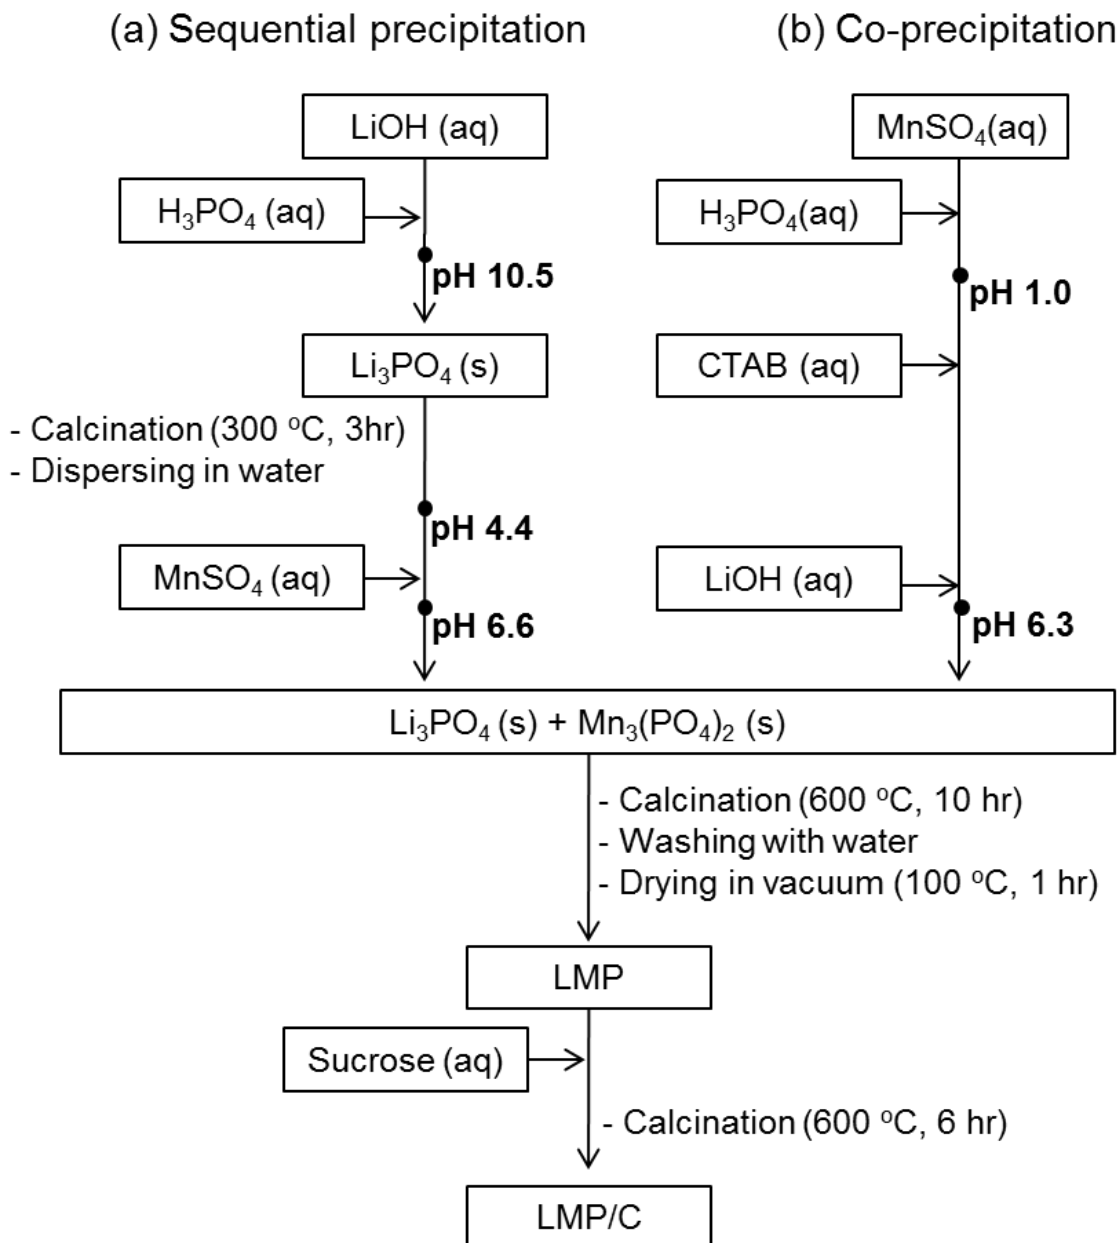 (a) Sequential precipitation
(b) Co-precipitation
LiOH (aq)
H₃PO₄ (aq)
pH 10.5
Li₃PO₄ (s)
- Calcination (300 °C, 3hr)
- Dispersing in water
pH 4.4
MnSO₄ (aq)
pH 6.6
MnSO₄(aq)
H₃PO₄(aq)
pH 1.0
CTAB (aq)
LiOH (aq)
pH 6.3
Li₃PO₄ (s) + Mn₃(PO₄)₂ (s)
- Calcination (600 °C, 10 hr)
- Washing with water
- Drying in vacuum (100 °C, 1 hr)
LMP
Sucrose (aq)
- Calcination (600 °C, 6 hr)
LMP/C